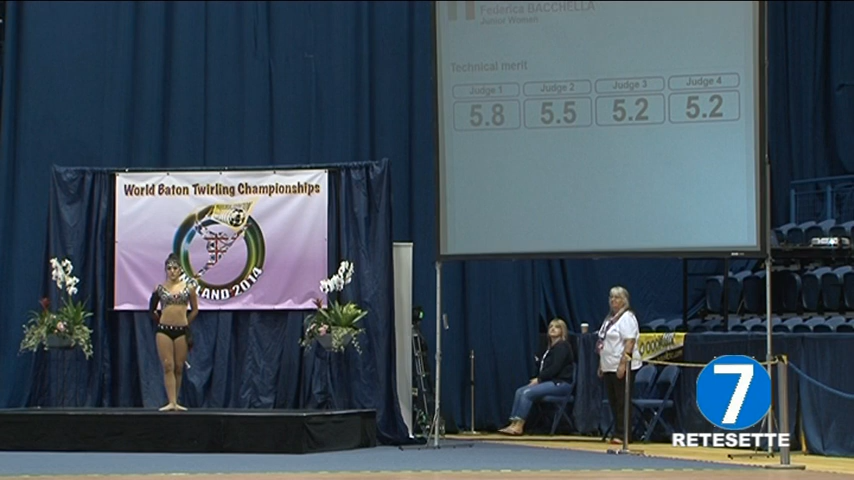 Federica BACCHELLA
Junior Woman
Technical merit
Judge 1 Judge 2 Judge 3 Judge 4
5.8 5.5 5.2 5.2
World Baton Twirling Championships
2014
7
RETESETTE